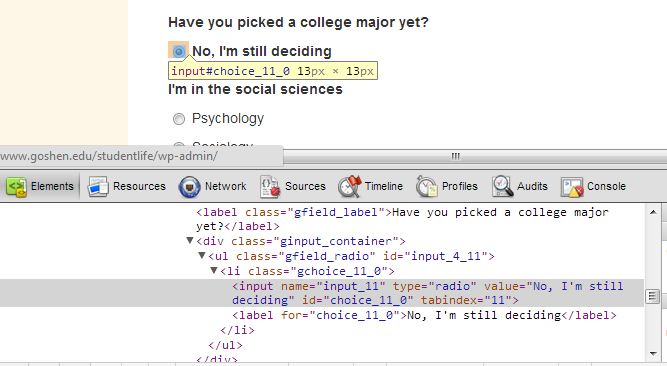 Have you picked a college major yet?
No, I'm still deciding
input#choice_11_0 13px × 13px
I'm in the social sciences
Psychology
Sociology
www.goshen.edu/studentlife/wp-admin/
Elements Resources Network Sources Timeline Profiles Audits Console
<label class="gfield_label">Have you picked a college major
yet?</label>
<div class="ginput_container">
<ul class="gfield_radio" id="input_4_11">
<li class="gchoice_11_0">
<input name="input_11" type="radio" value="No, I'm still
deciding" id="choice_11_0" tabindex="11">
<label for="choice_11_0">No, I'm still deciding</label>
</li>
</ul>
</div>